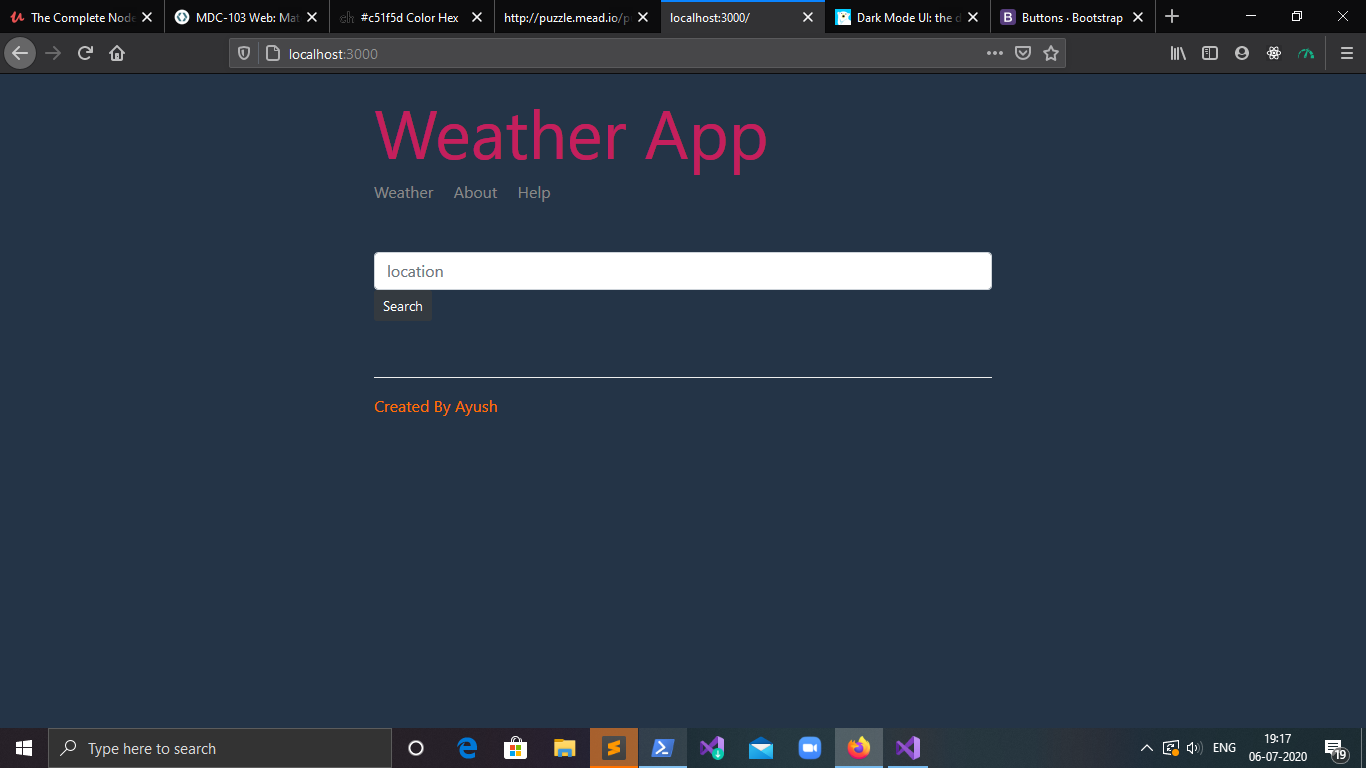 The Complete Node
MDC-103 Web: Mat
#c51f5d Color Hex
http://puzzle.mead.io/p
localhost:3000/
Dark Mode UI: the d
B Buttons · Bootstrap
localhost:3000
Weather App
Weather About Help
location
Search
Created By Ayush
Type here to search
ENG
19:17
06-07-2020
19